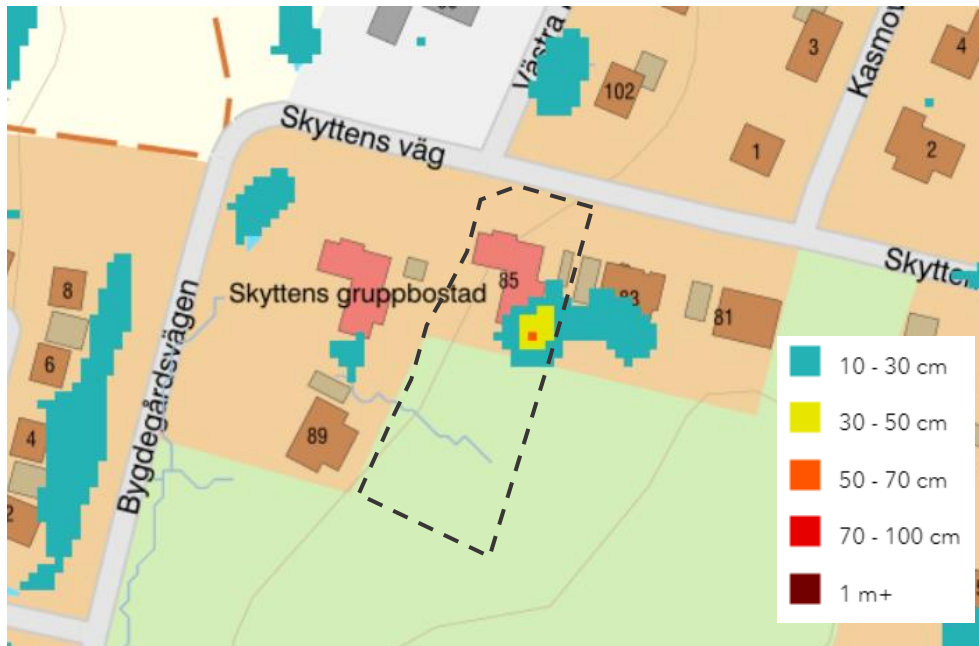 Skyttens väg
Västra
Kasmo
102
3
4
1
2
Skytte
8
6
4
2
Bygdegårdsvägen
Skyttens gruppbostad
85
83
81
89
10 - 30 cm
30 - 50 cm
50 - 70 cm
70 - 100 cm
1 m+